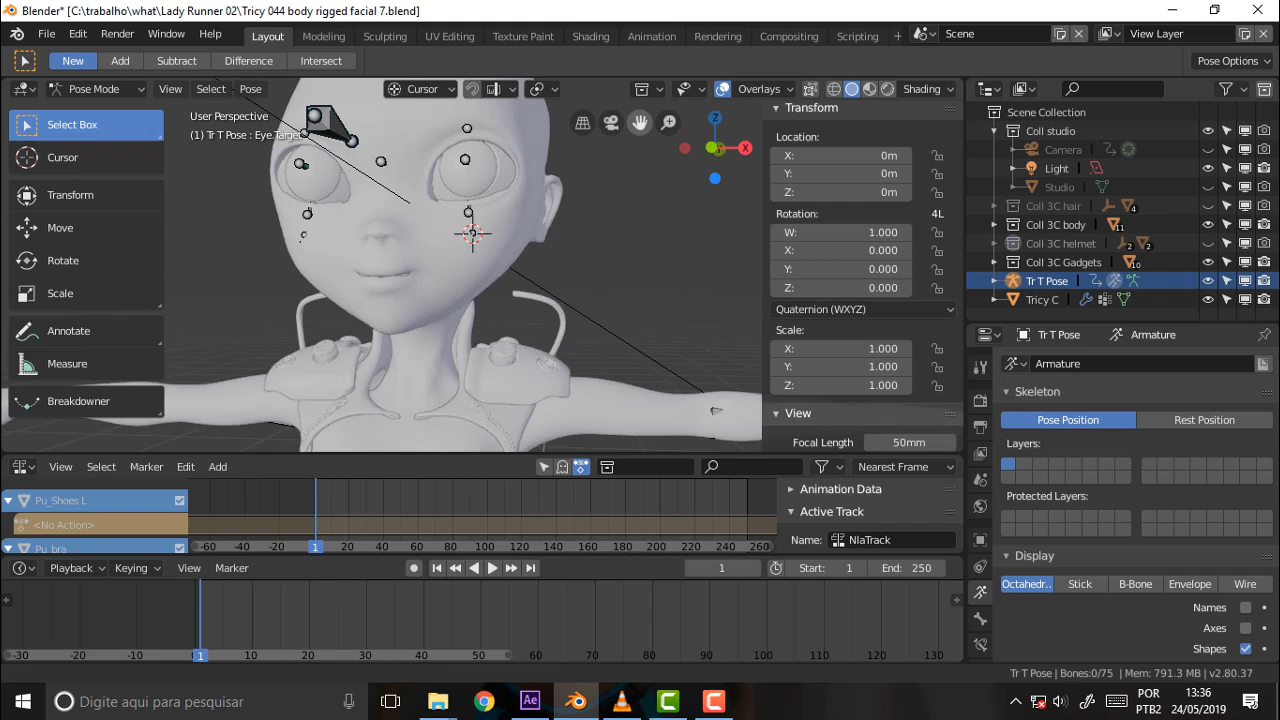 Blender* [C:\trabalho\what\Lady Runner 02\Tricy 044 body rigged facial 7.blend]
File Edit Render Window Help Layout Modeling Sculpting UV Editing Texture Paint Shading Animation Rendering Compositing Scripting + Scene View Layer
New Add Subtract Difference Intersect Pose Options
Pose Mode View Select Pose Cursor Overlays Shading
Select Box
Cursor
Transform
Move
Rotate
Scale
Annotate
Measure
Breakdowner
User Perspective
(1) Tr T Pose : Eye.Target
Z
X
Transform
Location:
X: 0m
Y: 0m
Z: 0m
Rotation: 4L
W: 1.000
X: 0.000
Y: 0.000
Z: 0.000
Quaternion (WXYZ)
Scale:
X: 1.000
Y: 1.000
Z: 1.000
View
Focal Length 50mm
Scene Collection
Coll studio
Camera
Light
Studio
Coll 3C hair 4
Coll 3C body 11
Coll 3C helmet 2 2
Coll 3C Gadgets 10
Tr T Pose
Tricy C
Tr T Pose Armature
Armature
Skeleton
Pose Position Rest Position
Layers:
Protected Layers:
Display
Octahedr.. Stick B-Bone Envelope Wire
Names
Axes
Shapes
View Select Marker Edit Add Nearest Frame
Pu_Shoes L
<No Action>
Pu_bra
-60 -40 -20 1 20 40 60 80 100 120 140 160 180 200 220 240 260
Animation Data
Active Track
Name: NlaTrack
Playback Keying View Marker 1 Start: 1 End: 250
-30 -20 -10 1 10 20 30 40 50 60 70 80 90 100 110 120 130
Tr T Pose | Bones:0/75 | Mem: 791.3 MB | v2.80.37
Digite aqui para pesquisar
Ae
POR
PTB2
13:36
24/05/2019